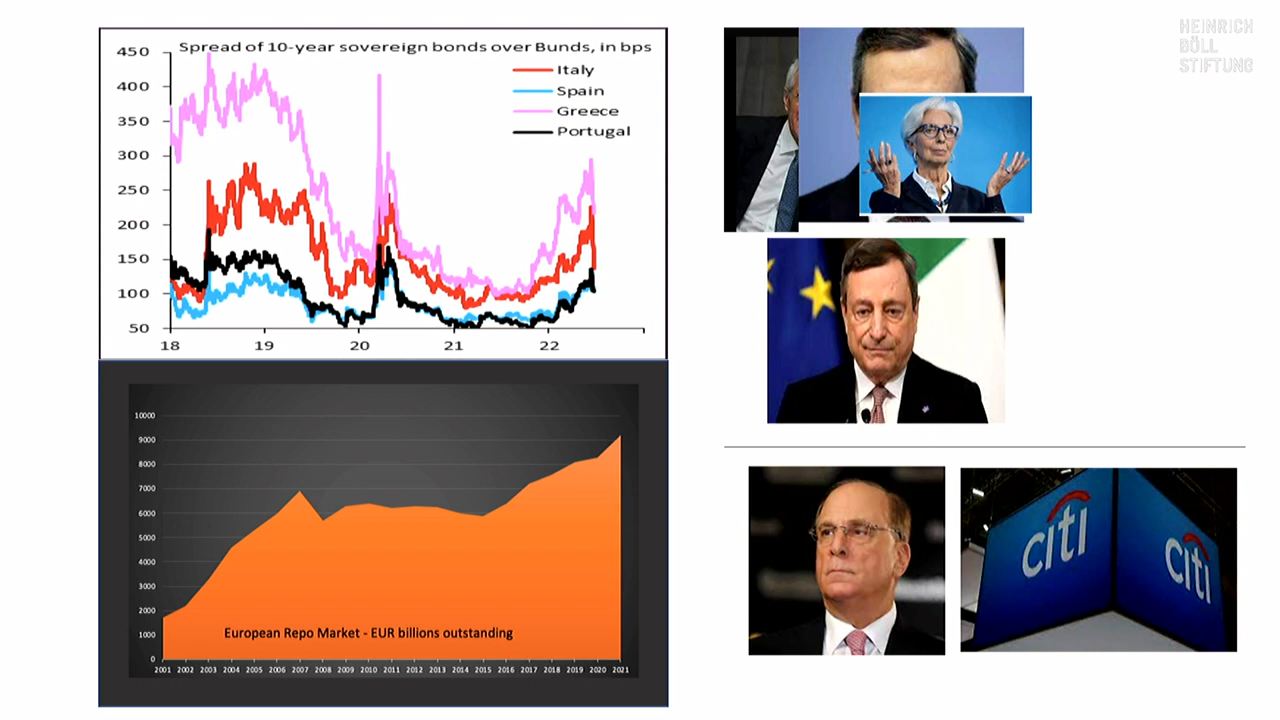 Spread of 10-year sovereign bonds over Bunds, in bps
450
400
350
300
250
200
150
100
50
Italy
Spain
Greece
Portugal
18 19 20 21 22
10000
9000
8000
7000
6000
5000
4000
3000
2000
1000
0
European Repo Market - EUR billions outstanding
2001 2002 2003 2004 2005 2006 2007 2008 2009 2010 2011 2012 2013 2014 2015 2016 2017 2018 2019 2020 2021
HEINRICH
BÖLL
STIFTUNG
citi
citi